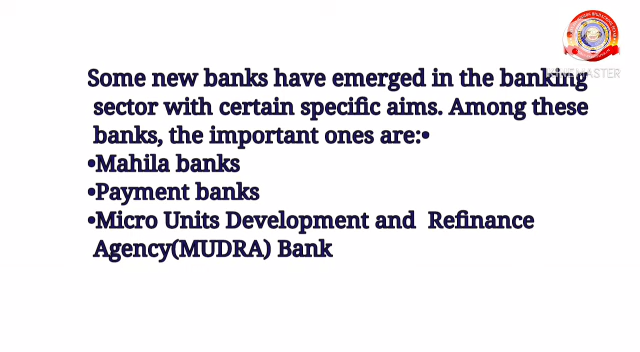 Some new banks have emerged in the banking
sector with certain specific aims. Among these
banks, the important ones are:•
•Mahila banks
•Payment banks
•Micro Units Development and  Refinance
Agency(MUDRA) Bank